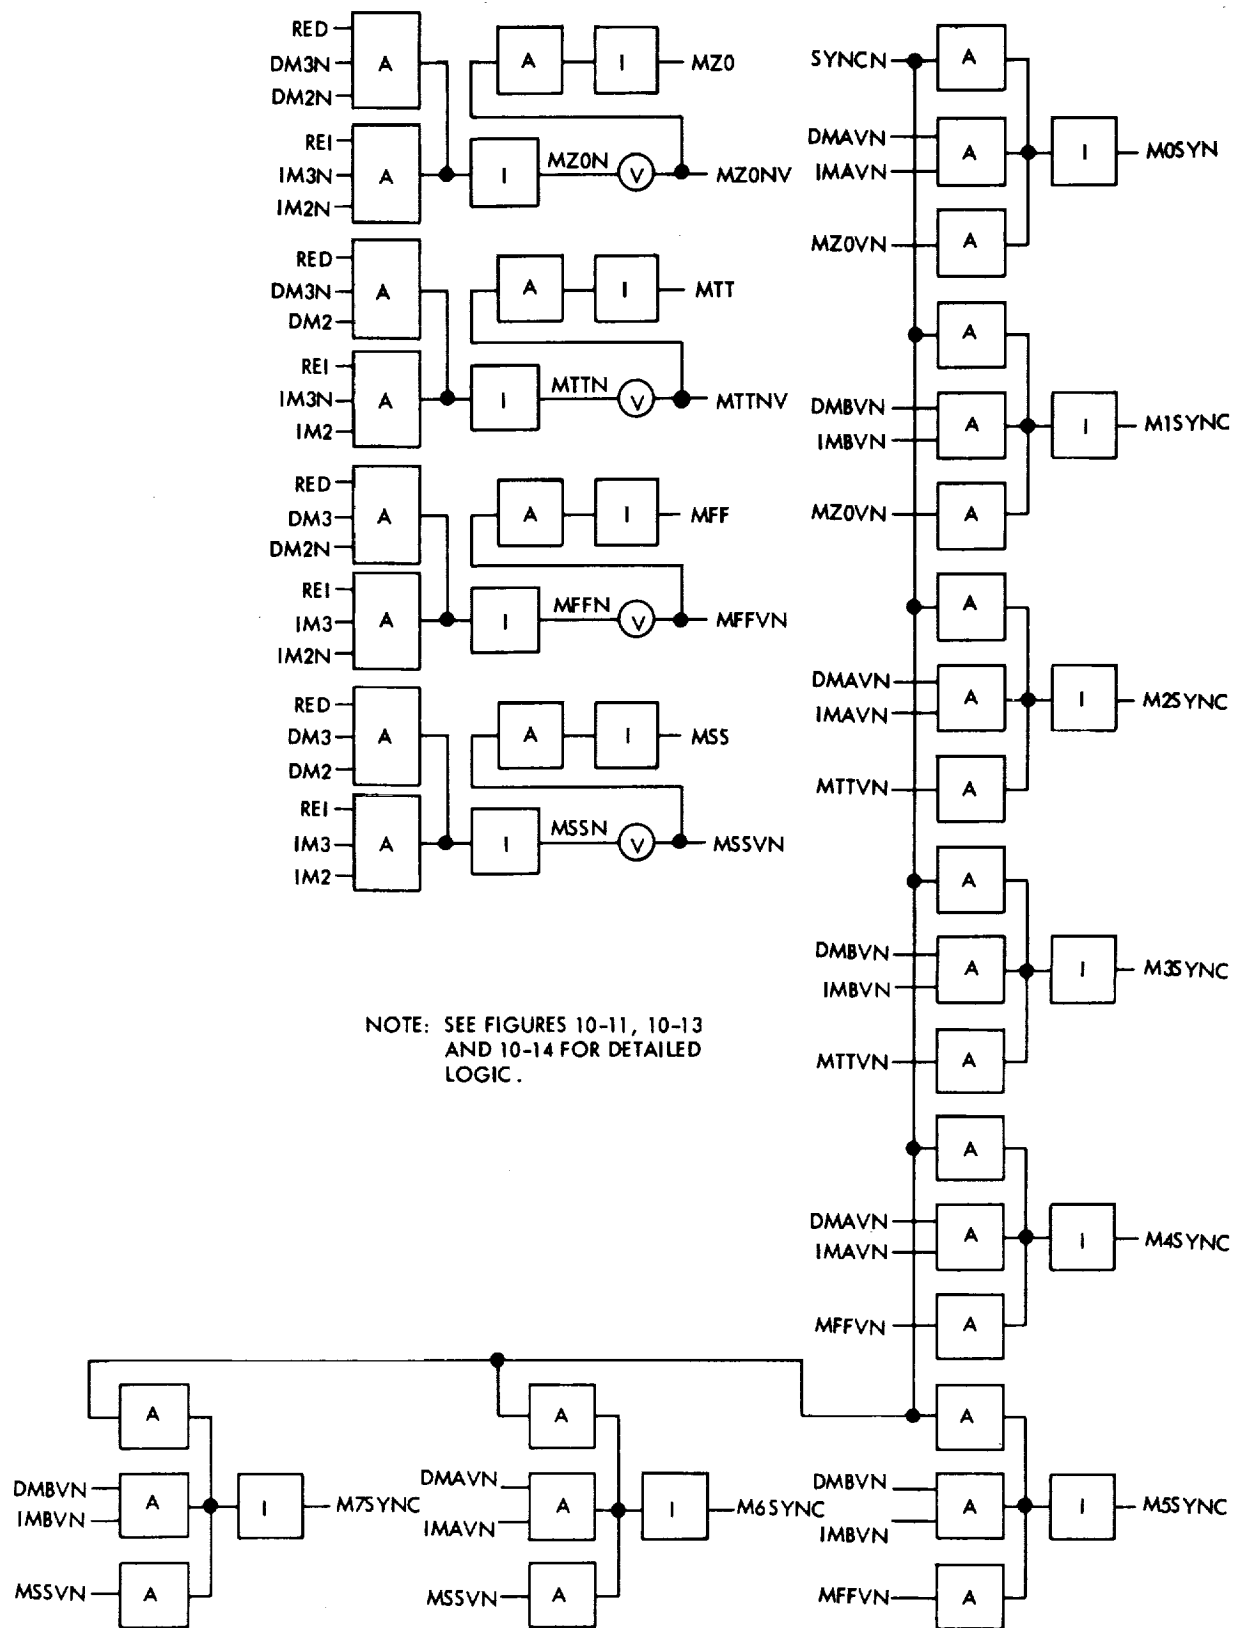 RED
DM3N
DM2N
A
A
I
MZ0
REI
IM3N
IM2N
A
I
MZ0N
V
MZ0NV
RED
DM3N
DM2
A
A
I
MTT
REI
IM3N
IM2
A
I
MTTN
V
MTTNV
RED
DM3
DM2N
A
A
I
MFF
REI
IM3
IM2N
A
I
MFFN
V
MFFVN
RED
DM3
DM2
A
A
I
MSS
REI
IM3
IM2
A
I
MSSN
V
MSSVN
NOTE: SEE FIGURES 10-11, 10-13
AND 10-14 FOR DETAILED
LOGIC.
SYNCN
A
DMAVN
IMAVN
A
I
M0SYN
MZ0VN
A
A
DMBVN
IMBVN
A
I
M1SYNC
MZ0VN
A
A
DMAVN
IMAVN
A
I
M2SYNC
MTTVN
A
A
DMBVN
IMBVN
A
I
M3SYNC
MTTVN
A
A
DMAVN
IMAVN
A
I
M4SYNC
MFFVN
A
A
DMBVN
IMBVN
A
I
M7SYNC
MSSVN
A
A
DMAVN
IMAVN
A
I
M6SYNC
MSSVN
A
A
DMBVN
IMBVN
A
I
M5SYNC
MFFVN
A